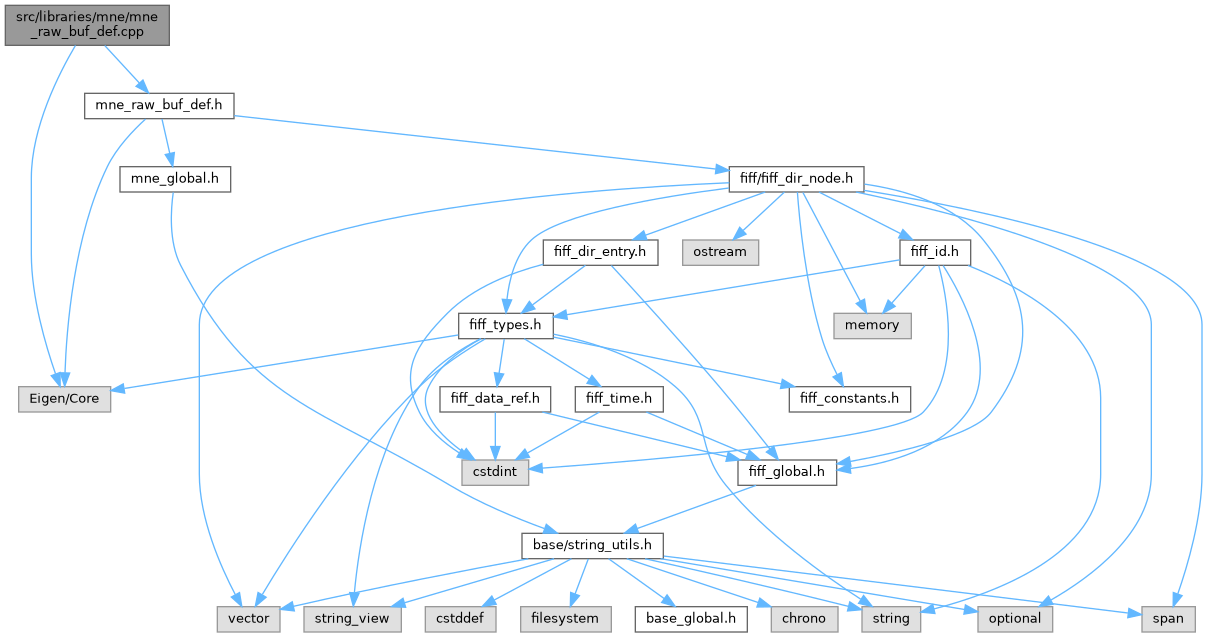 src/libraries/mne/mne
_raw_buf_def.cpp
mne_raw_buf_def.h
mne_global.h
fiff/fiff_dir_node.h
fiff_dir_entry.h
ostream
fiff_id.h
fiff_types.h
memory
Eigen/Core
fiff_data_ref.h
fiff_time.h
fiff_constants.h
cstdint
fiff_global.h
base/string_utils.h
vector
string_view
cstddef
filesystem
base_global.h
chrono
string
optional
span